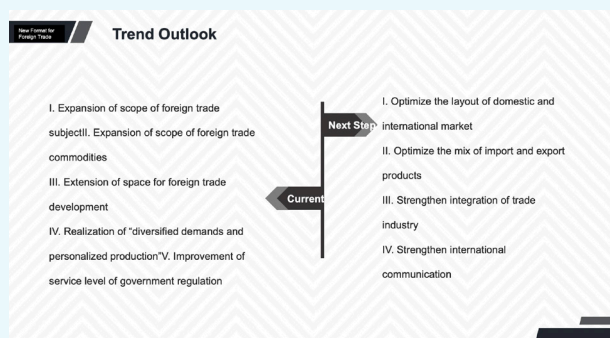 New Format for
Foreign Trade
Trend Outlook
I. Expansion of scope of foreign trade
subjectII. Expansion of scope of foreign trade
commodities
III. Extension of space for foreign trade
development
IV. Realization of “diversified demands and
personalized production”V. Improvement of
service level of government regulation
Current
Next Step
I. Optimize the layout of domestic and
international market
II. Optimize the mix of import and export
products
III. Strengthen integration of trade
industry
IV. Strengthen international
communication